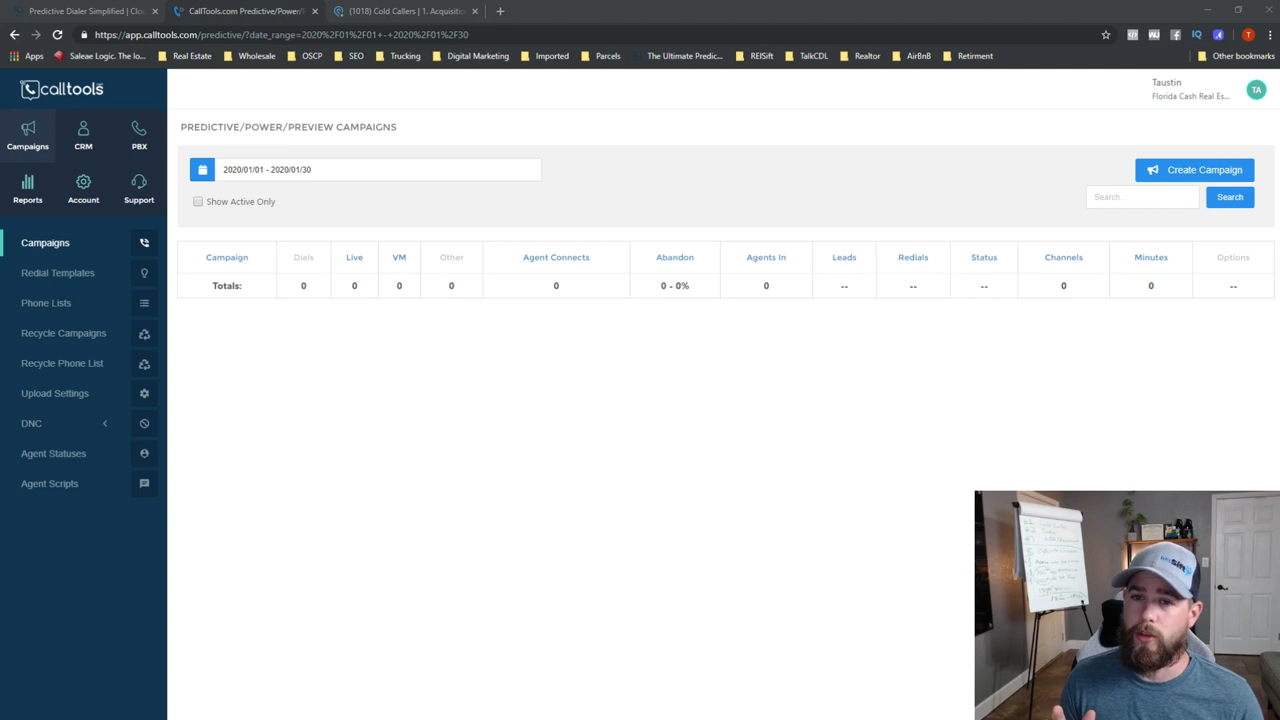 Predictive Dialer Simplified | Clou
CallTools.com Predictive/Power/P
(1018) Cold Callers | 1. Acquisitio
https://app.calltools.com/predictive/?date_range=2020%2F01%2F01+-+2020%2F01%2F30
Apps
Saleae Logic. The lo...
Real Estate
Wholesale
OSCP
SEO
Trucking
Digital Marketing
Imported
Parcels
The Ultimate Predic...
REISift
TalkCDL
Realtor
AirBnB
Retirment
Other bookmarks
calltools
Taustin
Florida Cash Real Es...
TA
Campaigns
CRM
PBX
Reports
Account
Support
Campaigns
Redial Templates
Phone Lists
Recycle Campaigns
Recycle Phone List
Upload Settings
DNC
Agent Statuses
Agent Scripts
PREDICTIVE/POWER/PREVIEW CAMPAIGNS
2020/01/01 - 2020/01/30
Create Campaign
Show Active Only
Search...
Search
Campaign Dials Live VM Other Agent Connects Abandon Agents In Leads Redials Status Channels Minutes Options
Totals: 0 0 0 0 0 0 - 0% 0 -- -- -- 0 0 --